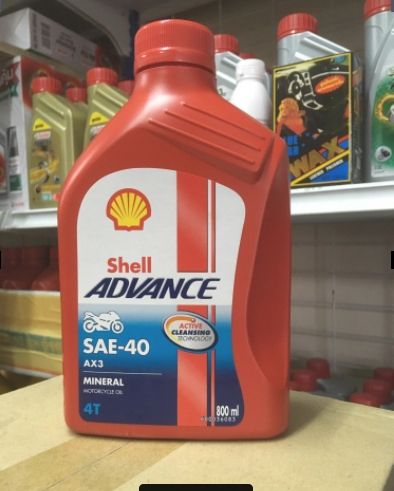 Shell
ADVANCE
ACTIVE
CLEANSING
TECHNOLOGY
SAE-40
AX3
MINERAL
MOTORCYCLE OIL
4T
800 ml
WAX